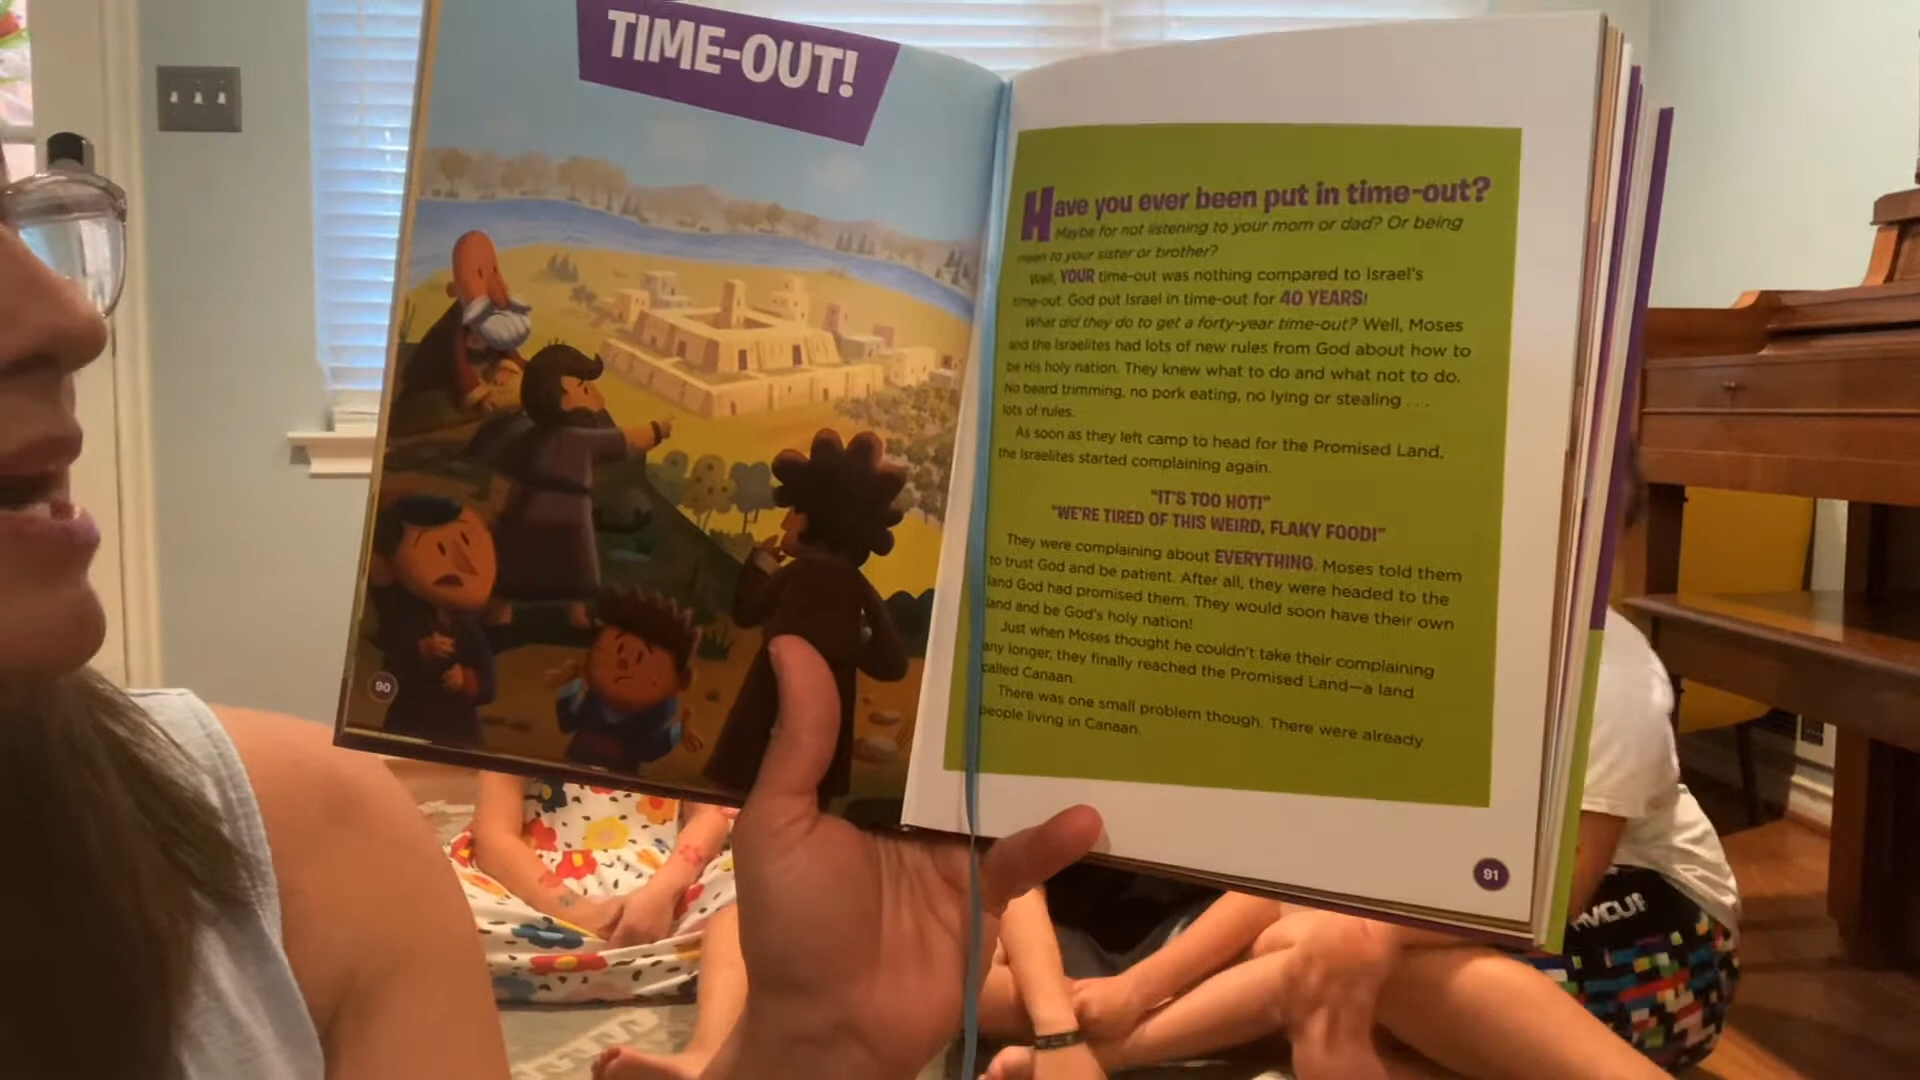 TIME-OUT!
Have you ever been put in time-out?
Maybe for not listening to your mom or dad? Or being
mean to your sister or brother?
Well, YOUR time-out was nothing compared to Israel's
time-out. God put Israel in time-out for 40 YEARS!
What did they do to get a forty-year time-out? Well, Moses
and the Israelites had lots of new rules from God about how to
be His holy nation. They knew what to do and what not to do.
No beard trimming, no pork eating, no lying or stealing . . .
lots of rules.
As soon as they left camp to head for the Promised Land,
the Israelites started complaining again.
"IT'S TOO HOT!"
"WE'RE TIRED OF THIS WEIRD, FLAKY FOOD!"
They were complaining about EVERYTHING. Moses told them
to trust God and be patient. After all, they were headed to the
land God had promised them. They would soon have their own
land and be God's holy nation!
Just when Moses thought he couldn't take their complaining
any longer, they finally reached the Promised Land—a land
called Canaan.
There was one small problem though. There were already
people living in Canaan.
90
91